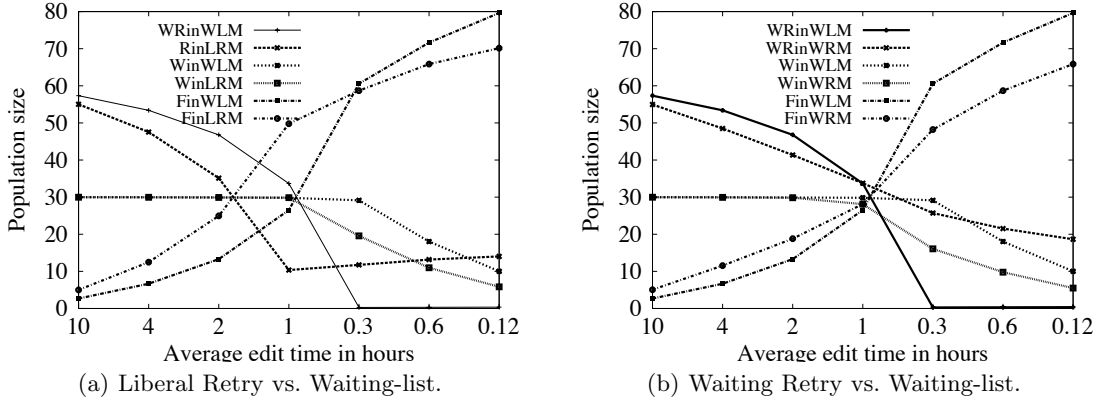 80
70
60
50
40
30
20
10
0
Population size
WRinWLM
RinLRM
WinWLM
WinLRM
FinWLM
FinLRM
10 4 2 1 0.3 0.6 0.12
Average edit time in hours
(a) Liberal Retry vs. Waiting-list.
80
70
60
50
40
30
20
10
0
Population size
WRinWLM
WRinWRM
WinWLM
WinWRM
FinWLM
FinWRM
10 4 2 1 0.3 0.6 0.12
Average edit time in hours
(b) Waiting Retry vs. Waiting-list.